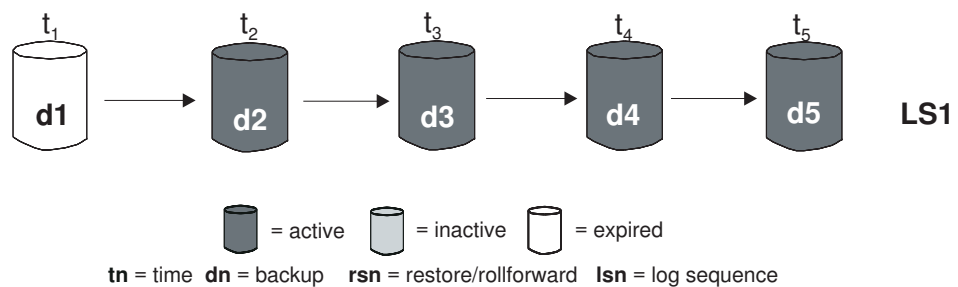 t1 t2 t3 t4 t5
d1 d2 d3 d4 d5 LS1
= active = inactive = expired
tn = time dn = backup rsn = restore/rollforward lsn = log sequence